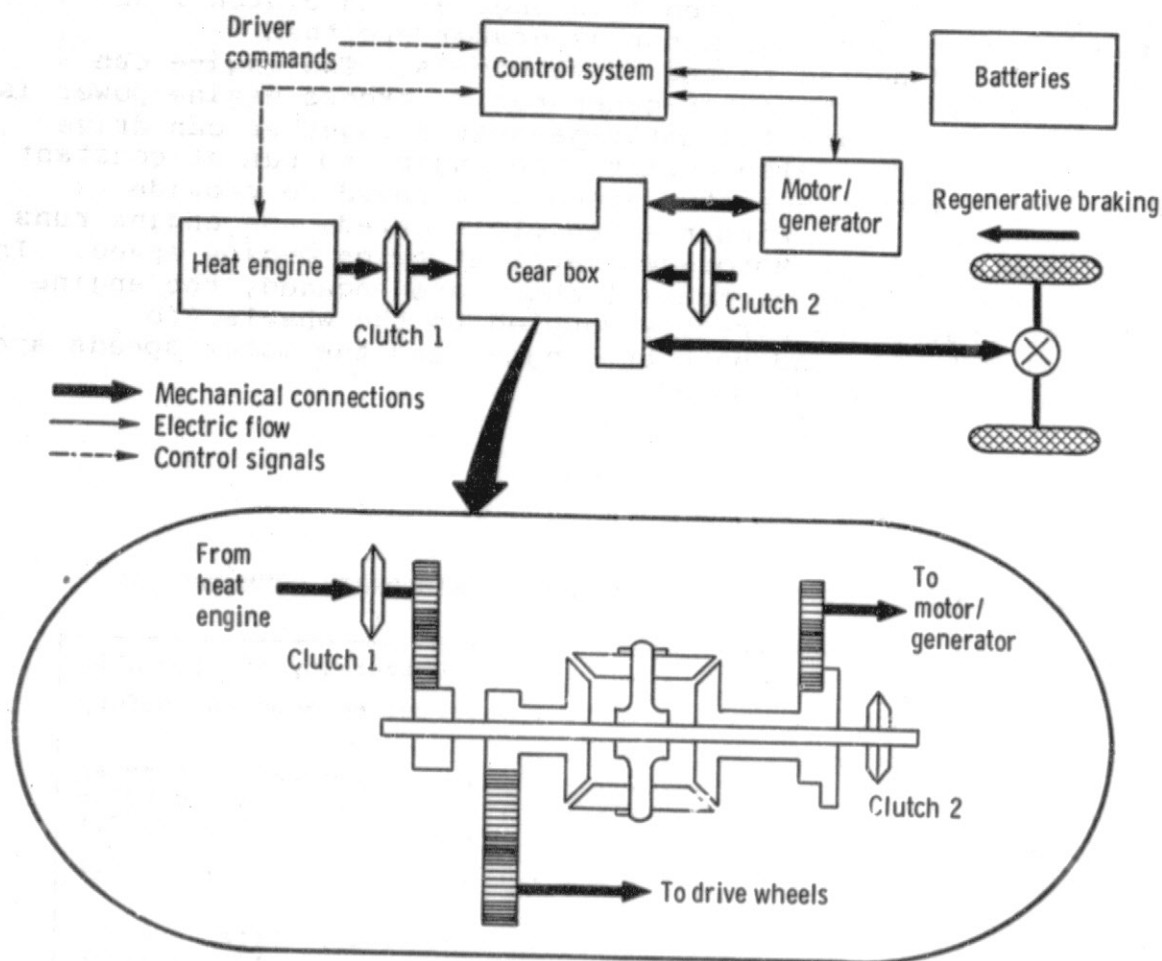 Driver
commands
Control system
Batteries
Motor/
generator
Regenerative braking
Heat engine
Gear box
Clutch 1
Clutch 2
Mechanical connections
Electric flow
Control signals
From
heat
engine
Clutch 1
To
motor/
generator
Clutch 2
To drive wheels